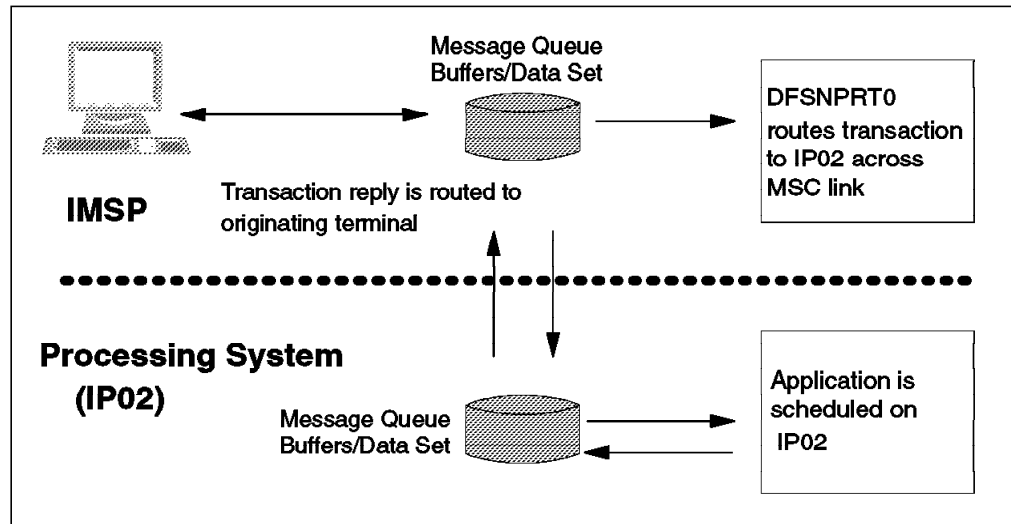 Message Queue
Buffers/Data Set
DFSNPRT0
routes transaction
to IP02 across
MSC link
IMSP
Transaction reply is routed to
originating terminal
Processing System
(IP02)
Message Queue
Buffers/Data Set
Application is
scheduled on
IP02